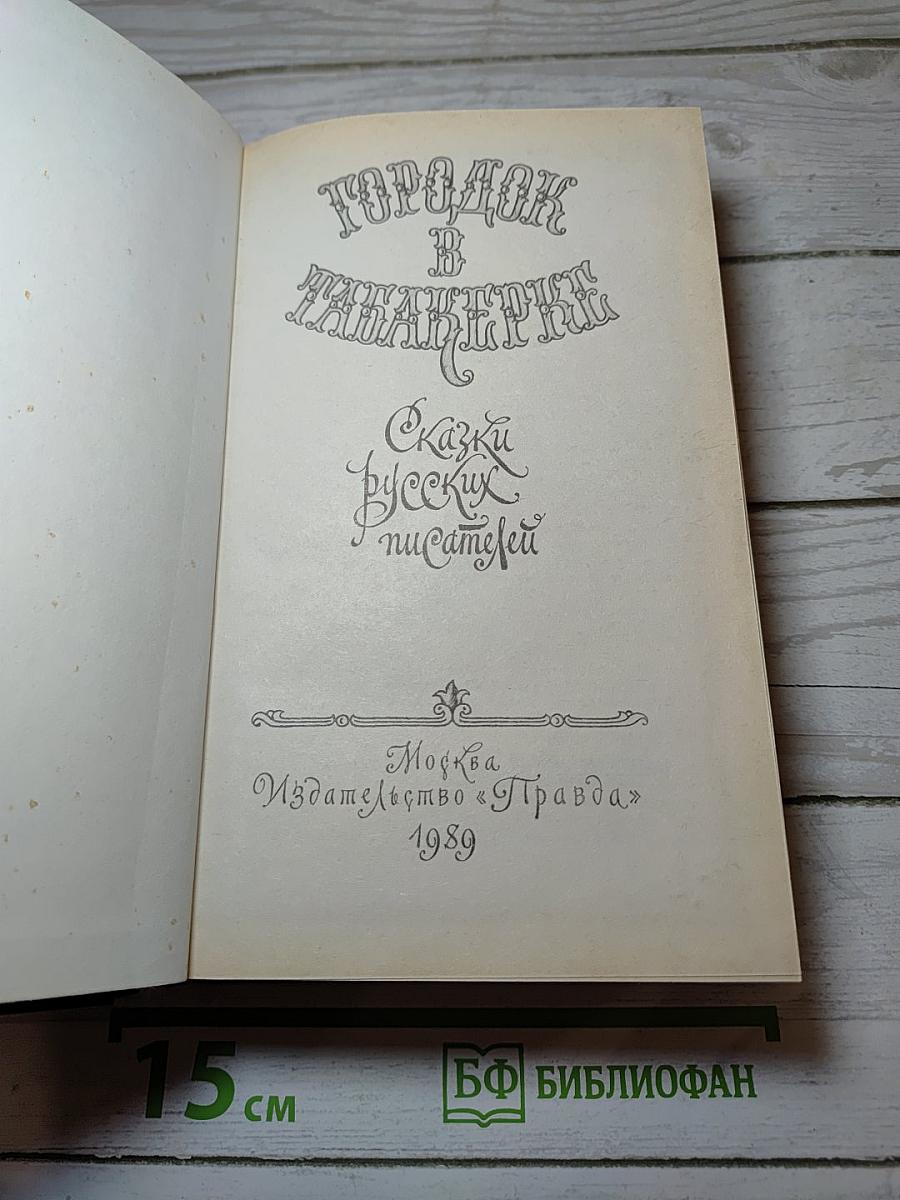 ГОРОДОК
В
ТАБАКЕРКЕ
Сказки
русских
писателей
Москва
Издательство «Правда»
1989
15 см
БФ БИБЛИОФАН